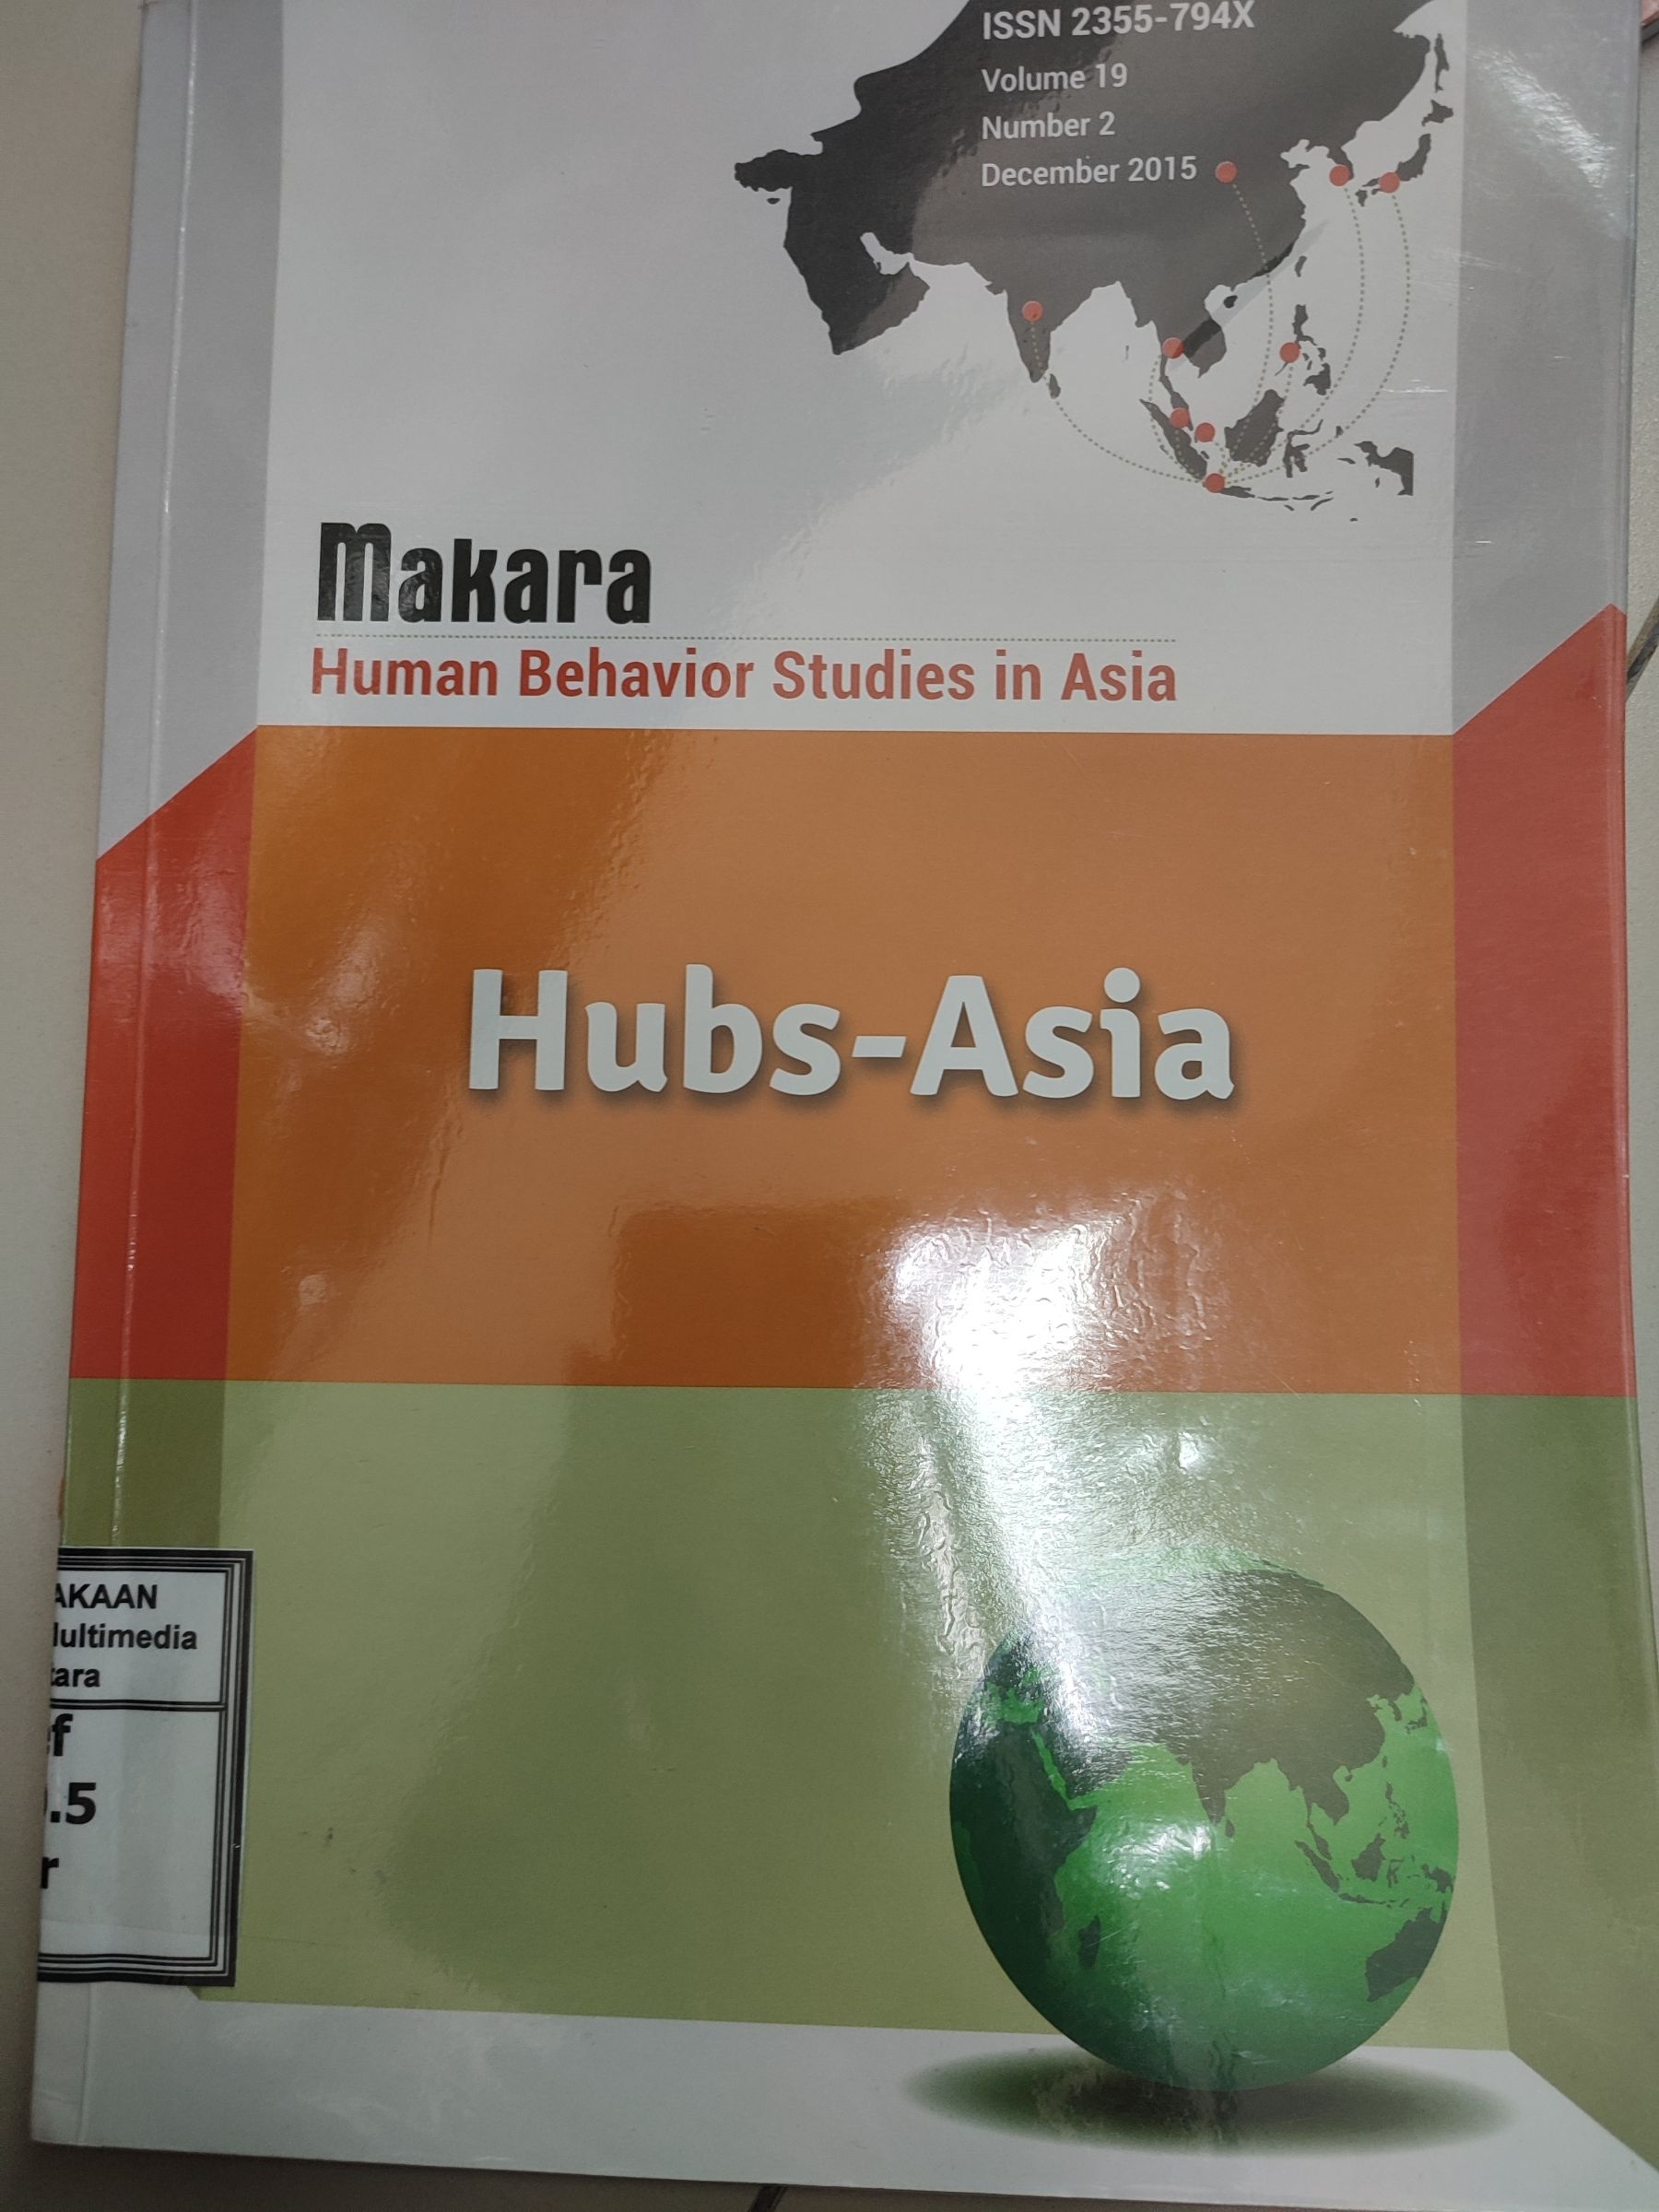 ISSN 2355-794X
Volume 19
Number 2
December 2015
Makara
Human Behavior Studies in Asia
Hubs-Asia
AKAAN
ultimedia
tara
f
.5
r